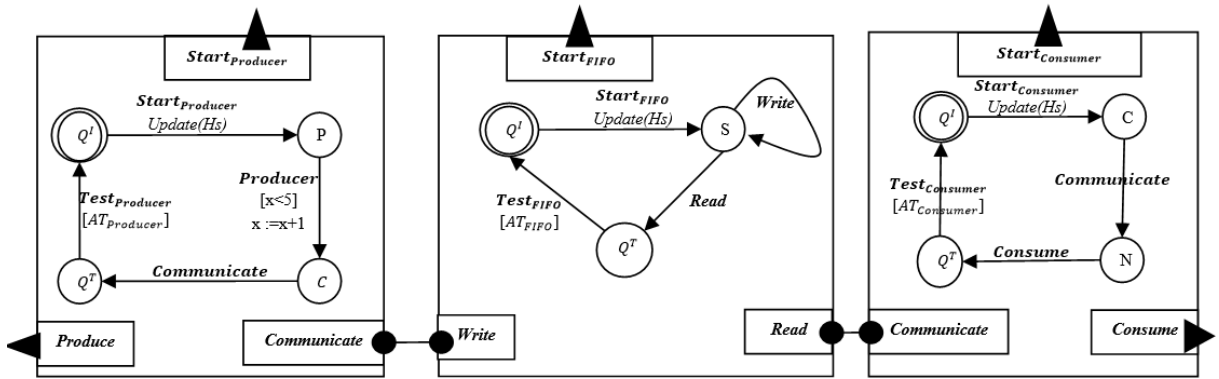 Start_Producer
Start_Producer
Update(Hs)
Q^I
P
Producer
[x<5]
x :=x+1
Test_Producer
[AT_Producer]
Communicate
Q^T
C
Produce
Communicate
Start_FIFO
Start_FIFO
Update(Hs)
Write
Q^I
S
Test_FIFO
[AT_FIFO]
Read
Q^T
Write
Read
Start_Consumer
Start_Consumer
Update(Hs)
Q^I
C
Communicate
Test_Consumer
[AT_Consumer]
Consume
Q^T
N
Communicate
Consume